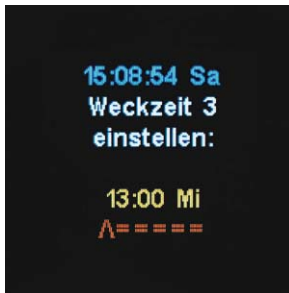 15:08:54 Sa
Weckzeit 3
einstellen:
13:00 Mi
Λ=====